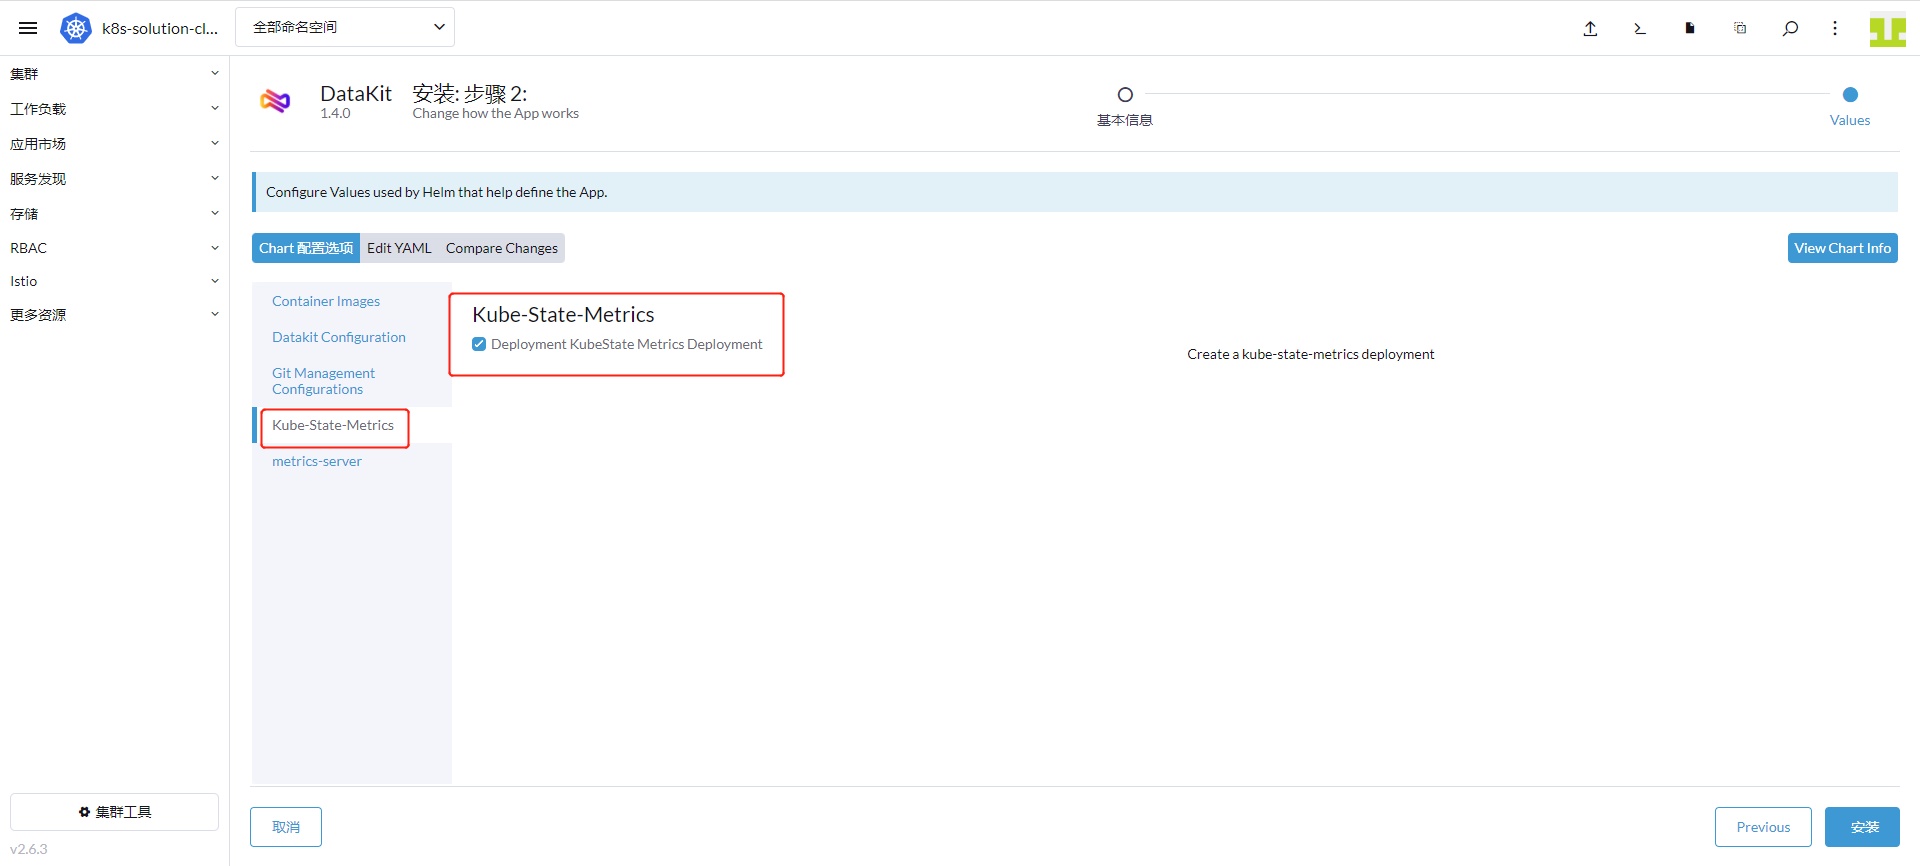 k8s-solution-cl...
全部命名空间
集群
工作负载
应用市场
服务发现
存储
RBAC
Istio
更多资源
集群工具
v2.6.3
DataKit
1.4.0
安装: 步骤 2:
Change how the App works
基本信息
Values
Configure Values used by Helm that help define the App.
Chart 配置选项
Edit YAML
Compare Changes
View Chart Info
Container Images
Datakit Configuration
Git Management
Configurations
Kube-State-Metrics
metrics-server
Kube-State-Metrics
Deployment KubeState Metrics Deployment
Create a kube-state-metrics deployment
取消
Previous
安装